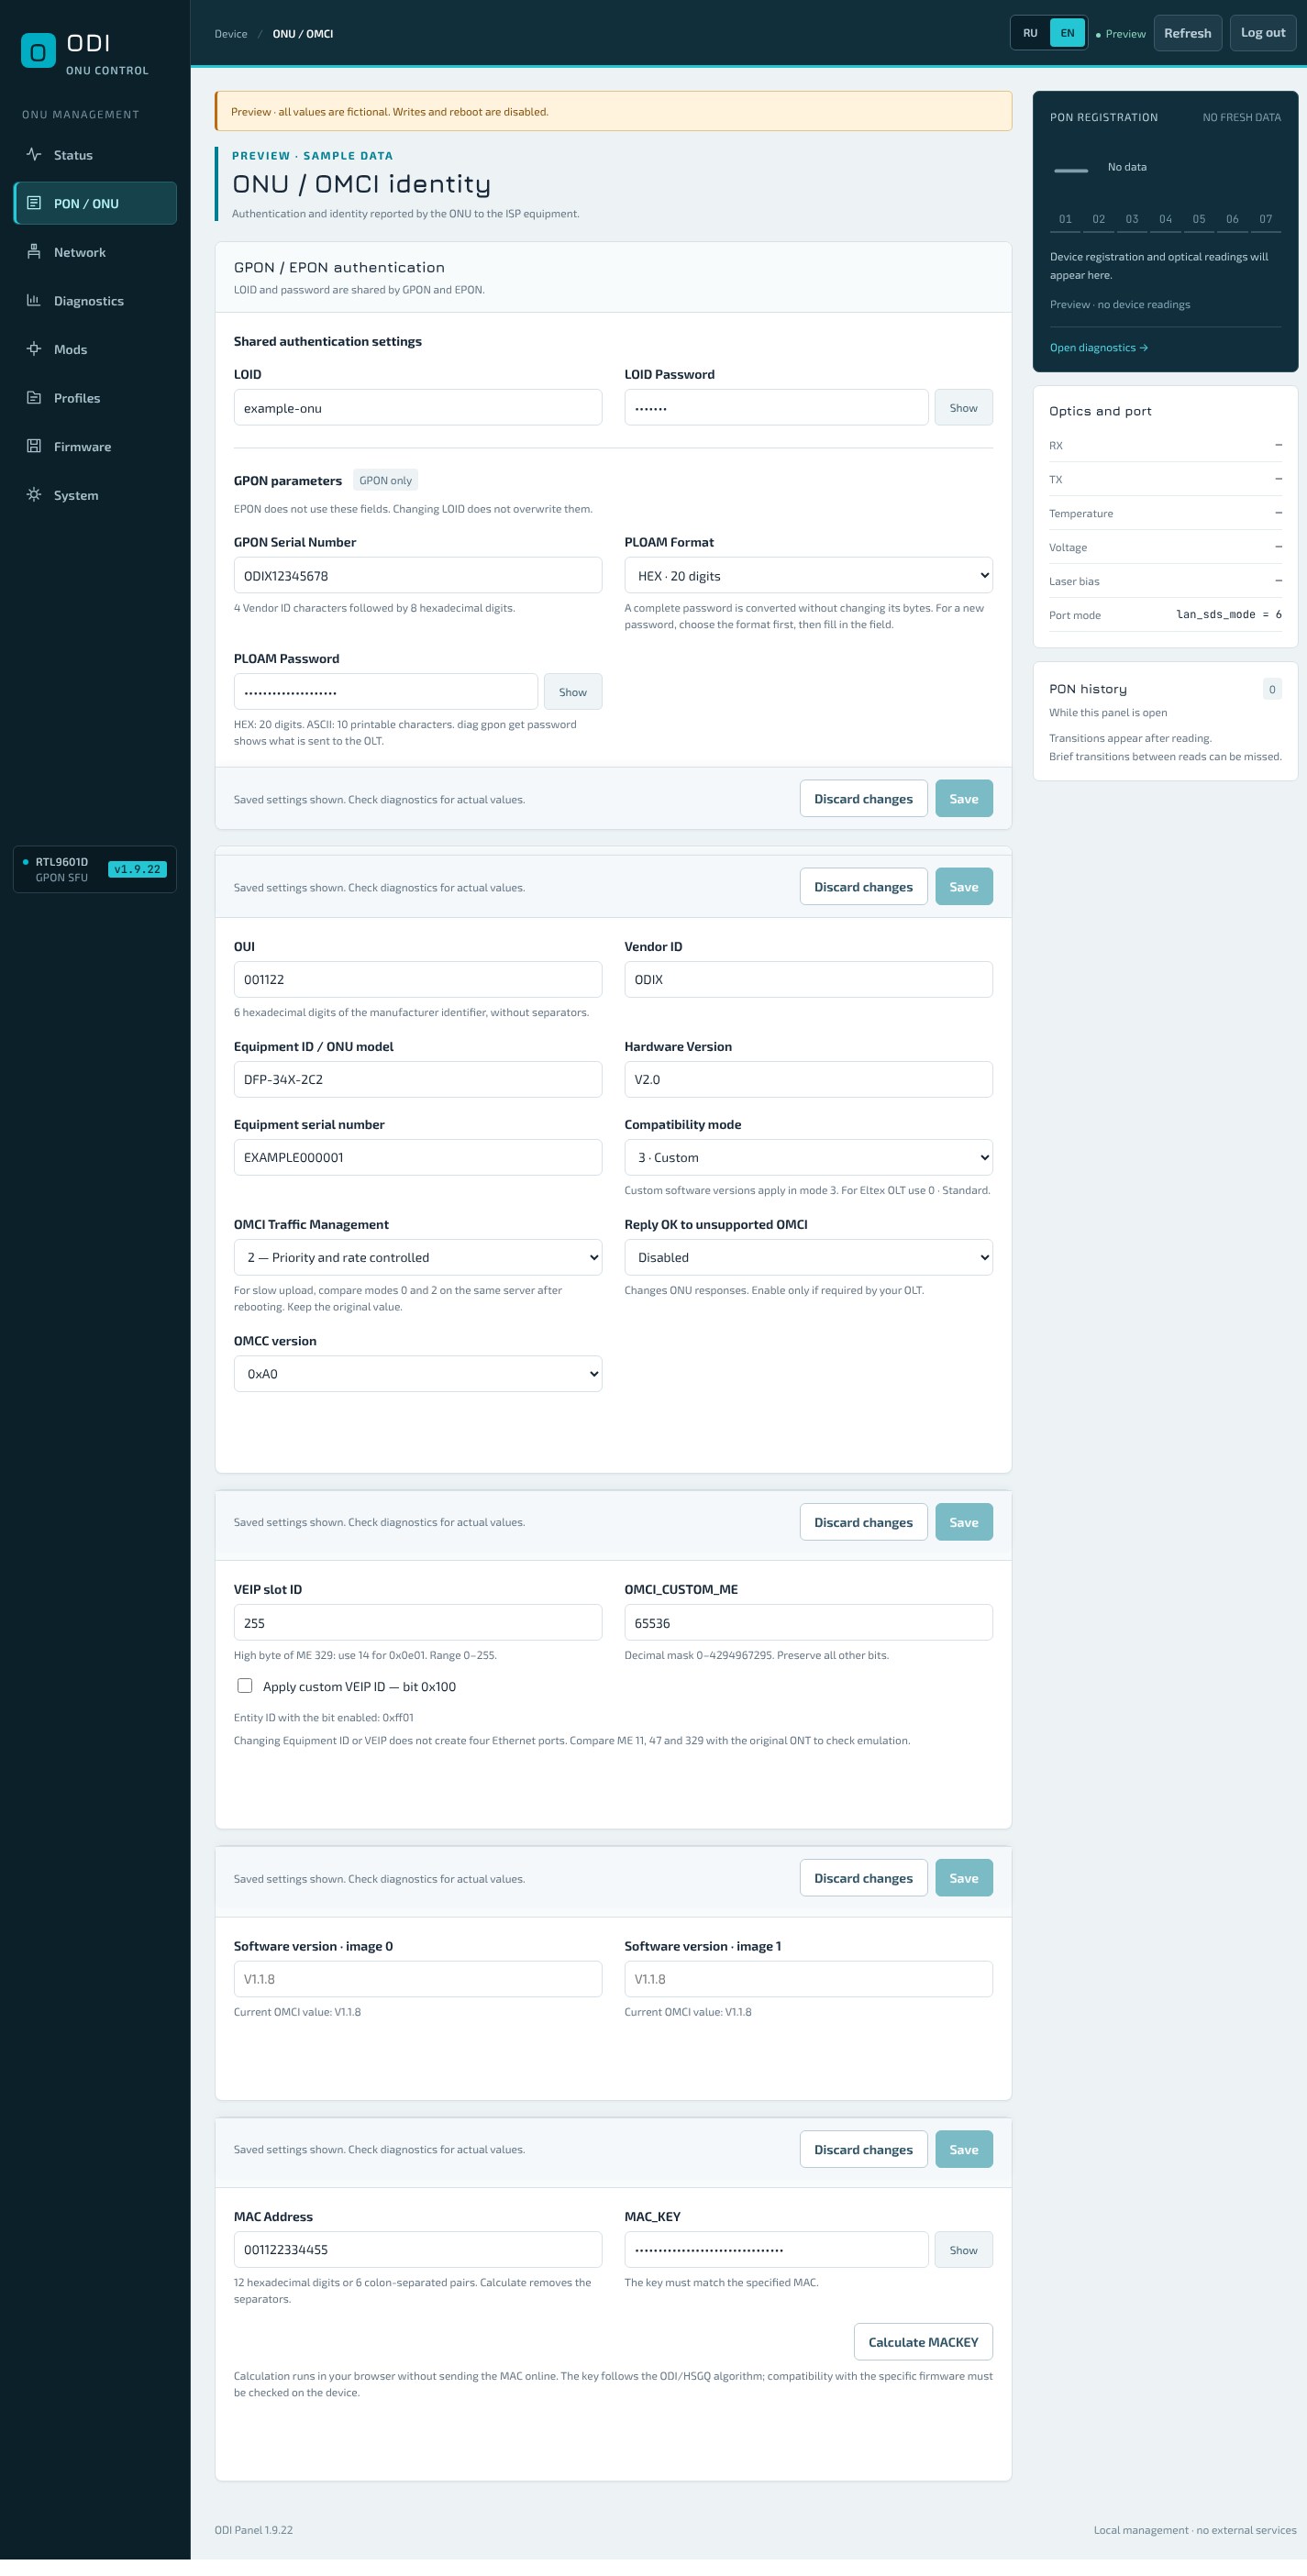 ODI
ONU CONTROL
ONU MANAGEMENT
Status
PON / ONU
Network
Diagnostics
Mods
Profiles
Firmware
System
RTL9601D
GPON SFU
v1.9.22
Device / ONU / OMCI
RU EN
Preview
Refresh
Log out
Preview · all values are fictional. Writes and reboot are disabled.
PREVIEW · SAMPLE DATA
ONU / OMCI identity
Authentication and identity reported by the ONU to the ISP equipment.
GPON / EPON authentication
LOID and password are shared by GPON and EPON.
Shared authentication settings
LOID
example-onu
LOID Password
•••••••
Show
GPON parameters GPON only
EPON does not use these fields. Changing LOID does not overwrite them.
GPON Serial Number
ODIX12345678
4 Vendor ID characters followed by 8 hexadecimal digits.
PLOAM Format
HEX · 20 digits
A complete password is converted without changing its bytes. For a new
password, choose the format first, then fill in the field.
PLOAM Password
••••••••••••••••••••
Show
HEX: 20 digits. ASCII: 10 printable characters. diag gpon get password
shows what is sent to the OLT.
Saved settings shown. Check diagnostics for actual values.
Discard changes
Save
Saved settings shown. Check diagnostics for actual values.
Discard changes
Save
OUI
001122
6 hexadecimal digits of the manufacturer identifier, without separators.
Vendor ID
ODIX
Equipment ID / ONU model
DFP-34X-2C2
Hardware Version
V2.0
Equipment serial number
EXAMPLE000001
Compatibility mode
3 · Custom
Custom software versions apply in mode 3. For Eltex OLT use 0 · Standard.
OMCI Traffic Management
2 — Priority and rate controlled
For slow upload, compare modes 0 and 2 on the same server after
rebooting. Keep the original value.
Reply OK to unsupported OMCI
Disabled
Changes ONU responses. Enable only if required by your OLT.
OMCC version
0xA0
Saved settings shown. Check diagnostics for actual values.
Discard changes
Save
VEIP slot ID
255
High byte of ME 329: use 14 for 0x0e01. Range 0–255.
OMCI_CUSTOM_ME
65536
Decimal mask 0–4294967295. Preserve all other bits.
Apply custom VEIP ID — bit 0x100
Entity ID with the bit enabled: 0xff01
Changing Equipment ID or VEIP does not create four Ethernet ports. Compare ME 11, 47 and 329 with the original ONT to check emulation.
Saved settings shown. Check diagnostics for actual values.
Discard changes
Save
Software version · image 0
V1.1.8
Current OMCI value: V1.1.8
Software version · image 1
V1.1.8
Current OMCI value: V1.1.8
Saved settings shown. Check diagnostics for actual values.
Discard changes
Save
MAC Address
001122334455
12 hexadecimal digits or 6 colon-separated pairs. Calculate removes the
separators.
MAC_KEY
••••••••••••••••••••••••••••••••
Show
The key must match the specified MAC.
Calculate MACKEY
Calculation runs in your browser without sending the MAC online. The key follows the ODI/HSGQ algorithm; compatibility with the specific firmware must
be checked on the device.
PON REGISTRATION
NO FRESH DATA
— No data
01 02 03 04 05 06 07
Device registration and optical readings will
appear here.
Preview · no device readings
Open diagnostics →
Optics and port
RX —
TX —
Temperature —
Voltage —
Laser bias —
Port mode lan_sds_mode = 6
PON history 0
While this panel is open
Transitions appear after reading.
Brief transitions between reads can be missed.
ODI Panel 1.9.22
Local management · no external services